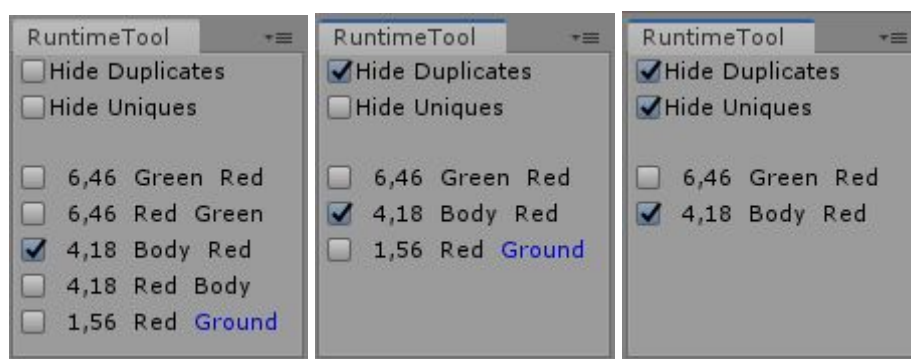 RuntimeTool
Hide Duplicates
Hide Uniques
6,46 Green Red
6,46 Red Green
4,18 Body Red
4,18 Red Body
1,56 Red Ground
RuntimeTool
Hide Duplicates
Hide Uniques
6,46 Green Red
4,18 Body Red
1,56 Red Ground
RuntimeTool
Hide Duplicates
Hide Uniques
6,46 Green Red
4,18 Body Red